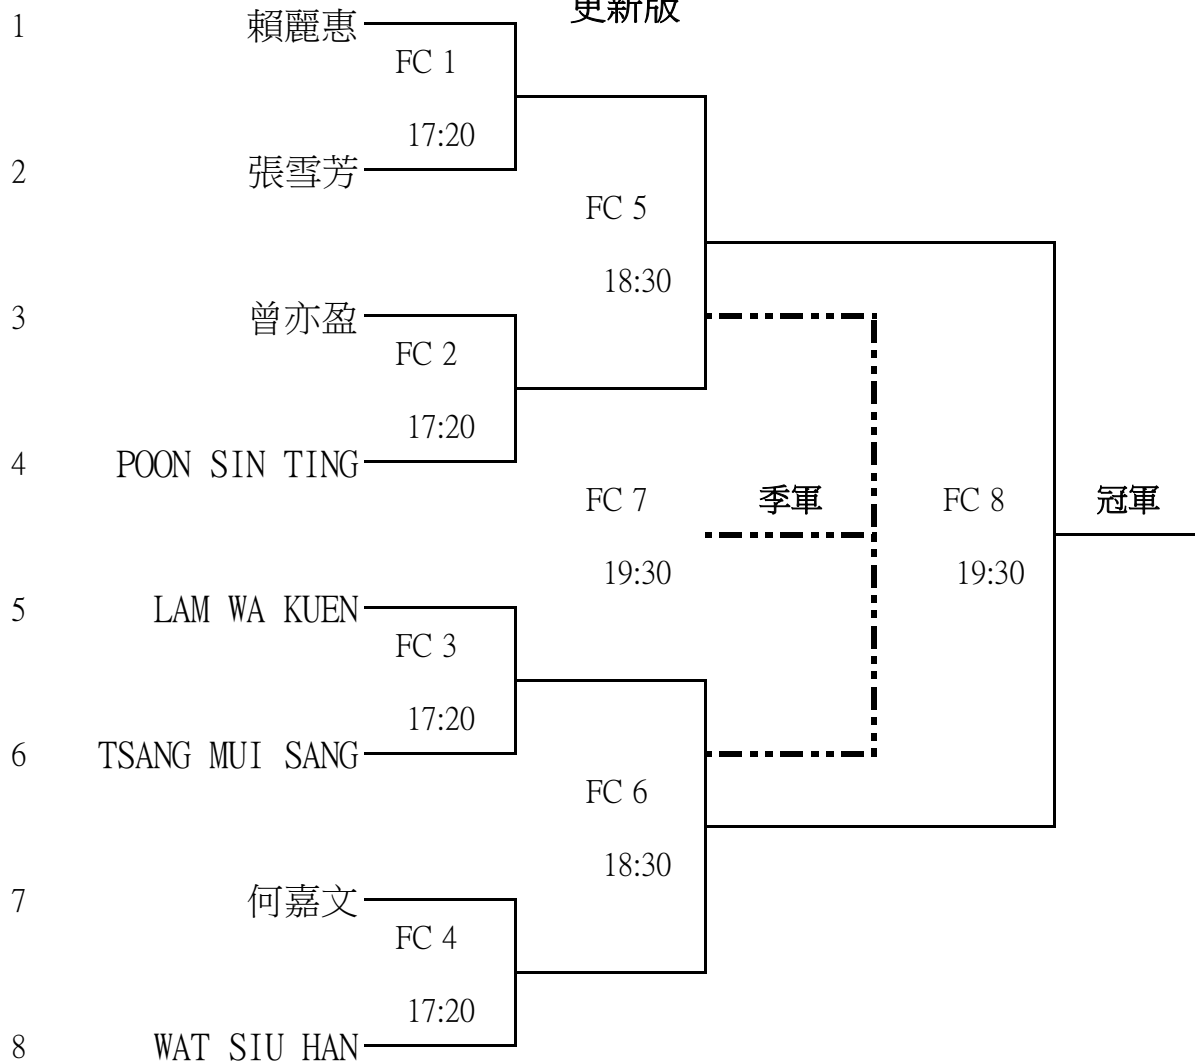 更新版
1 賴麗惠
FC 1
17:20
2 張雪芳
FC 5
18:30
3 曾亦盈
FC 2
17:20
4 POON SIN TING
FC 7 季軍 FC 8 冠軍
19:30 19:30
5 LAM WA KUEN
FC 3
17:20
6 TSANG MUI SANG
FC 6
18:30
7 何嘉文
FC 4
17:20
8 WAT SIU HAN